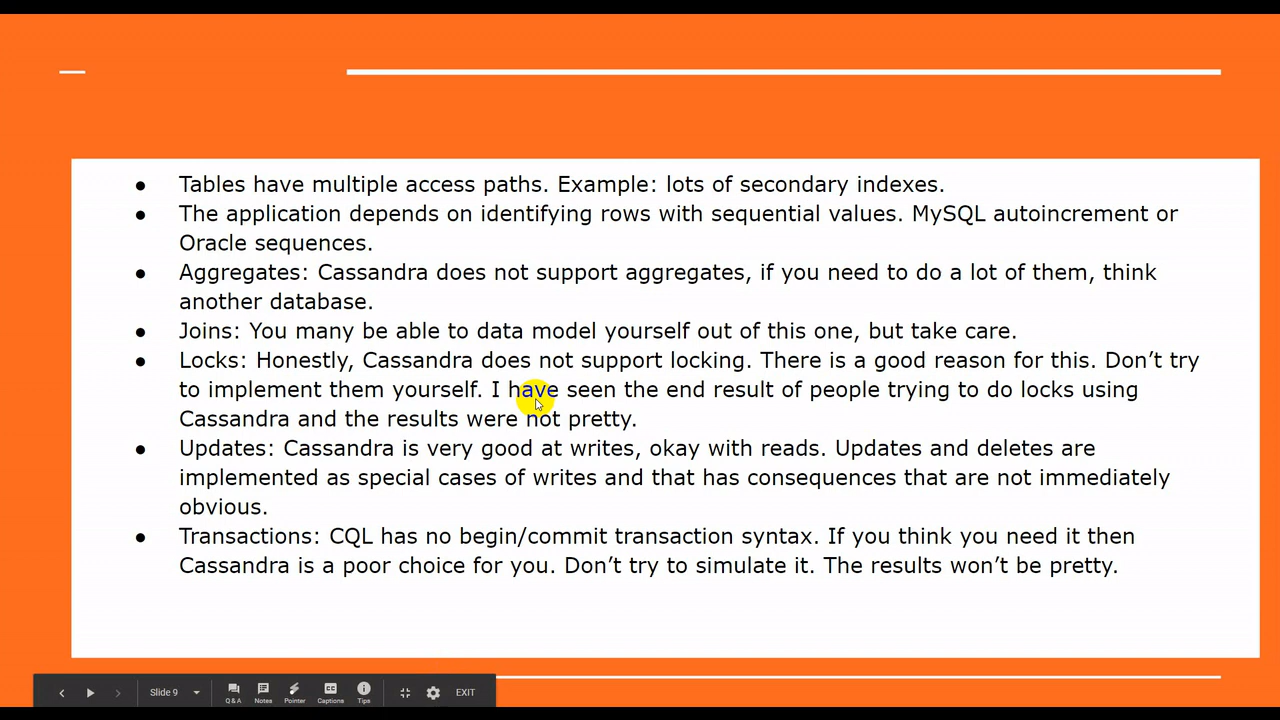 ● Tables have multiple access paths. Example: lots of secondary indexes.
● The application depends on identifying rows with sequential values. MySQL autoincrement or
Oracle sequences.
● Aggregates: Cassandra does not support aggregates, if you need to do a lot of them, think
another database.
● Joins: You many be able to data model yourself out of this one, but take care.
● Locks: Honestly, Cassandra does not support locking. There is a good reason for this. Don’t try
to implement them yourself. I have seen the end result of people trying to do locks using
Cassandra and the results were not pretty.
● Updates: Cassandra is very good at writes, okay with reads. Updates and deletes are
implemented as special cases of writes and that has consequences that are not immediately
obvious.
● Transactions: CQL has no begin/commit transaction syntax. If you think you need it then
Cassandra is a poor choice for you. Don’t try to simulate it. The results won’t be pretty.
Slide 9 Q & A Notes Pointer Captions Tips EXIT